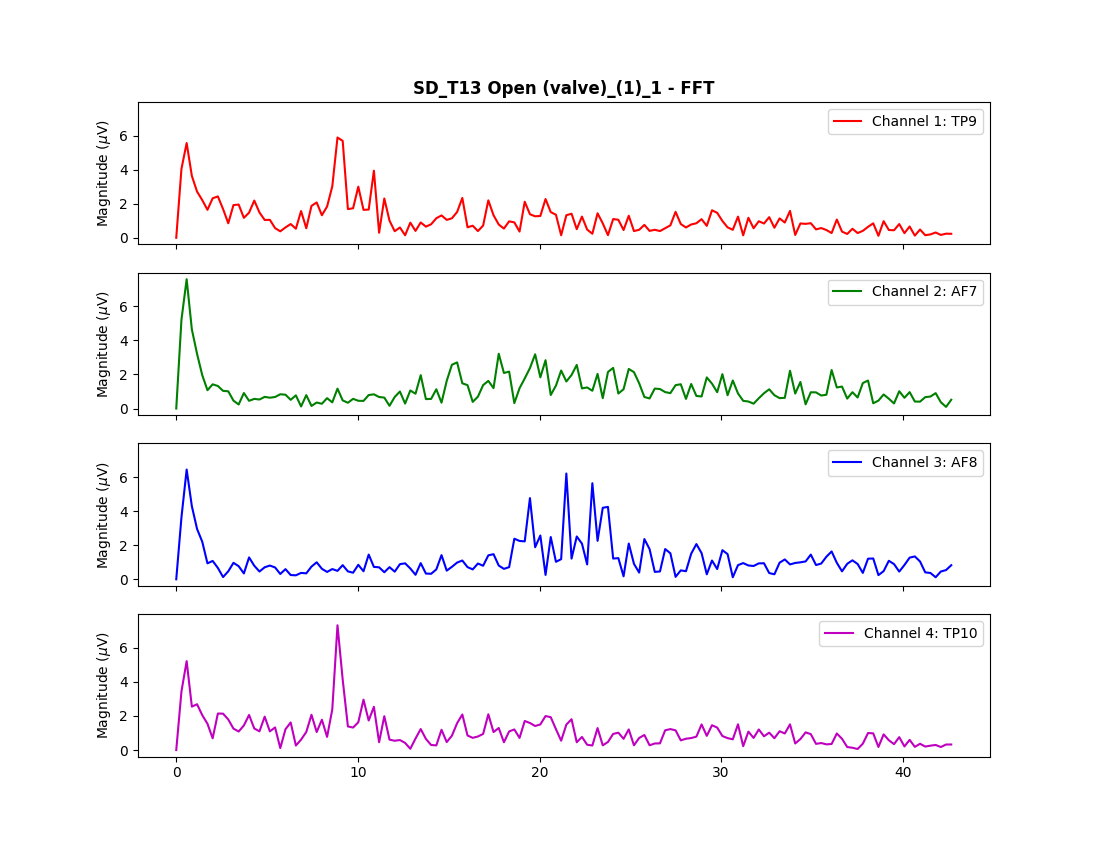 SD_T13 Open (valve)_(1)_1 - FFT
Magnitude (μV)
6
4
2
0
Channel 1: TP9
Magnitude (μV)
6
4
2
0
Channel 2: AF7
Magnitude (μV)
6
4
2
0
Channel 3: AF8
Magnitude (μV)
6
4
2
0
Channel 4: TP10
0 10 20 30 40